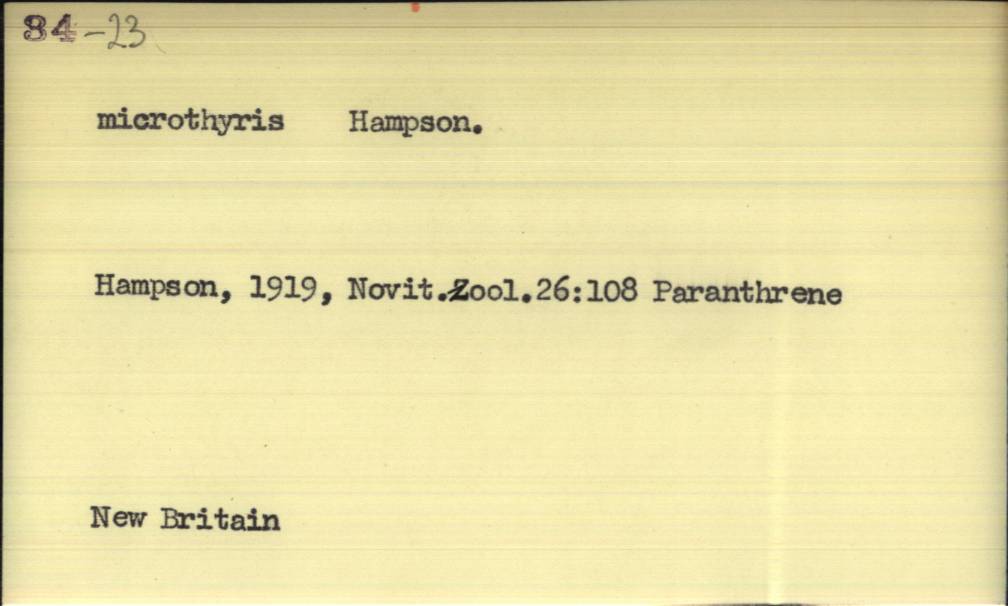 84-23
microthyris Hampson.
Hampson, 1919, Novit.Zool.26:108 Paranthrene
New Britain